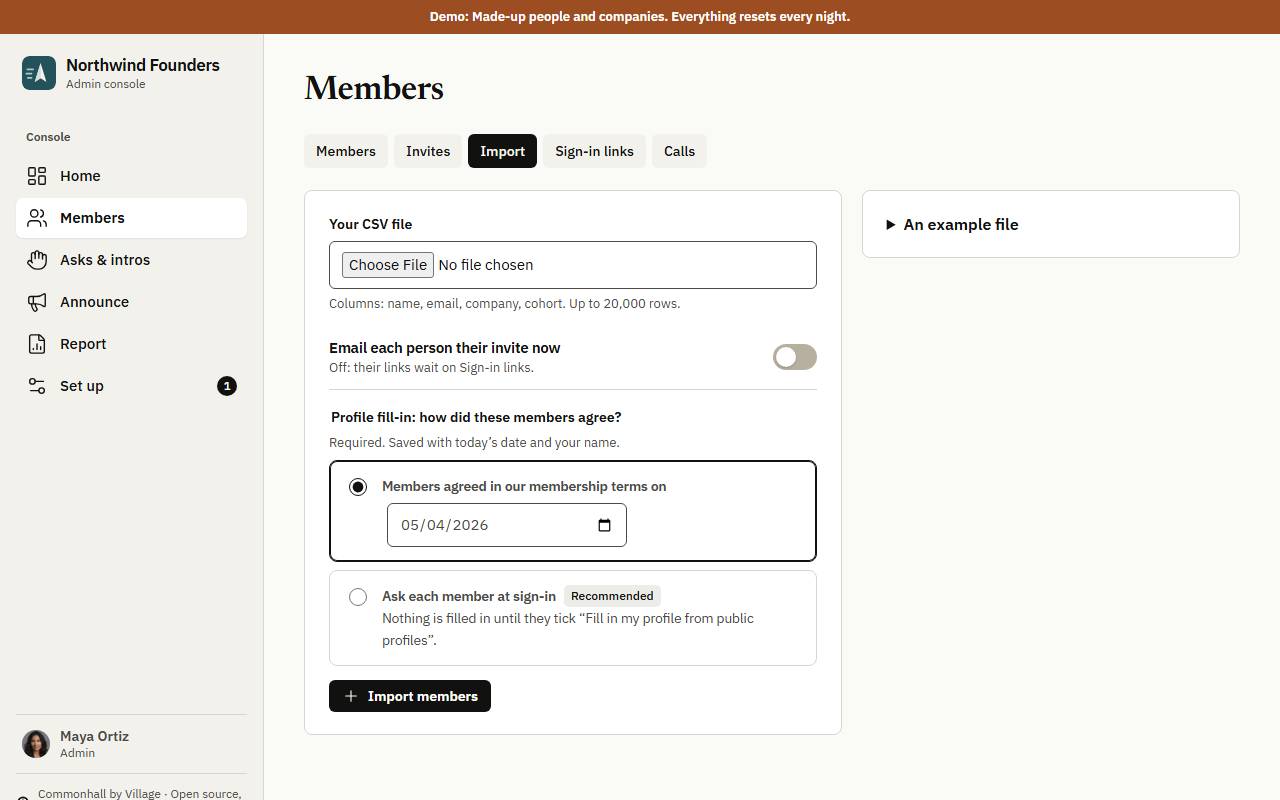 Demo: Made-up people and companies. Everything resets every night.
Northwind Founders
Admin console
Console
Home
Members
Asks & intros
Announce
Report
Set up
1
Maya Ortiz
Admin
Commonhall by Village · Open source,
Members
Members
Invites
Import
Sign-in links
Calls
Your CSV file
Choose File No file chosen
Columns: name, email, company, cohort. Up to 20,000 rows.
Email each person their invite now
Off: their links wait on Sign-in links.
Profile fill-in: how did these members agree?
Required. Saved with today’s date and your name.
Members agreed in our membership terms on
05/04/2026
Ask each member at sign-in Recommended
Nothing is filled in until they tick “Fill in my profile from public
profiles”.
Import members
An example file